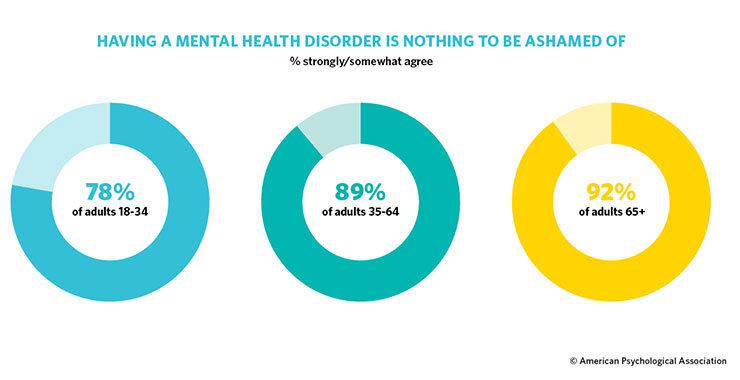 HAVING A MENTAL HEALTH DISORDER IS NOTHING TO BE ASHAMED OF
% strongly/somewhat agree
78%
of adults 18-34
89%
of adults 35-64
92%
of adults 65+
© American Psychological Association